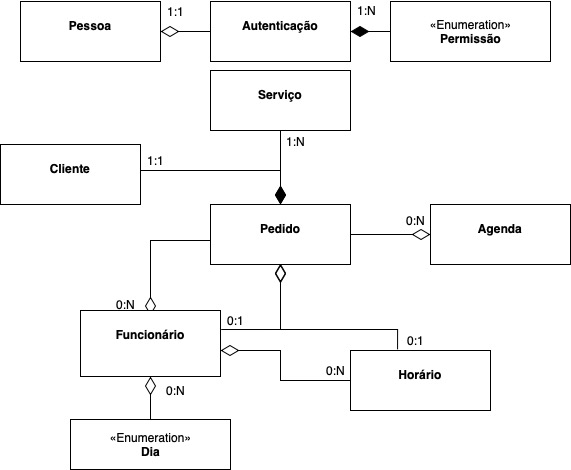 1:1
1:N
Pessoa
Autenticação
«Enumeration»
Permissão
Serviço
1:N
Cliente
1:1
Pedido
0:N
Agenda
0:N
0:1
Funcionário
0:1
0:N
Horário
0:N
«Enumeration»
Dia